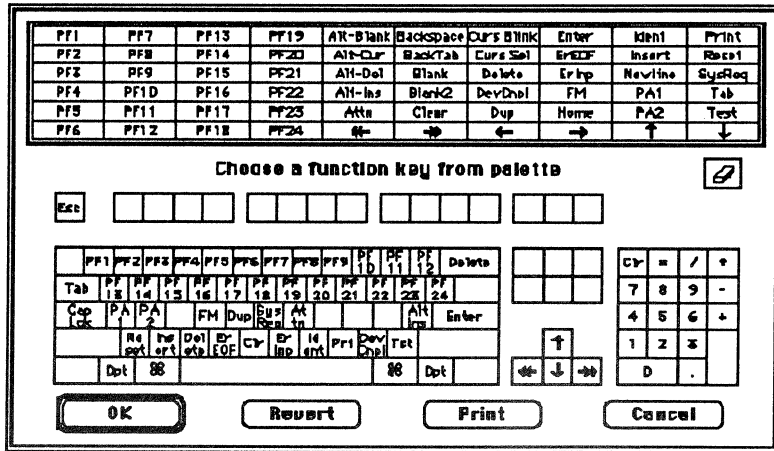 PF1 PF7 PF13 PF19 Alt-Blank Backspace Curs Blink Enter Ident Print
PF2 PF8 PF14 PF20 Alt-Cur BackTab Curs Sel ErEOF Insert Reset
PF3 PF9 PF15 PF21 Alt-Del Blank Delete ErInp Newline SysReq
PF4 PF10 PF16 PF22 Alt-Ins Blank2 DevCncl FM PA1 Tab
PF5 PF11 PF17 PF23 Attn Clear Dup Home PA2 Test
PF6 PF12 PF18 PF24 ↞ ↠ ← → ↑ ↓
Choose a function key from palette
Esc
PF1 PF2 PF3 PF4 PF5 PF6 PF7 PF8 PF9 PF10 PF11 PF12 Delete Clr = / *
Tab PF13 PF14 PF15 PF16 PF17 PF18 PF19 PF20 PF21 PF22 PF23 PF24 7 8 9 -
Cap Lck PA1 PA2 FM Dup Sys Req Attn Alt Ins Enter 4 5 6 +
Reset Insert Delete ErEOF Clr ErInp Ident Prt DevCncl Tst ↑ 1 2 3
Opt ⌘ ⌘ Opt ↞ ↓ ↠ 0 .
OK Revert Print Cancel